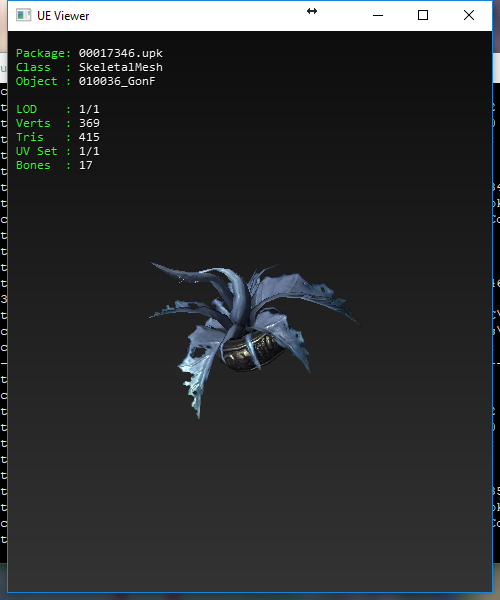 UE Viewer
Package: 00017346.upk
Class : SkeletalMesh
Object : 010036_GonF
LOD : 1/1
Verts : 369
Tris : 415
UV Set : 1/1
Bones : 17